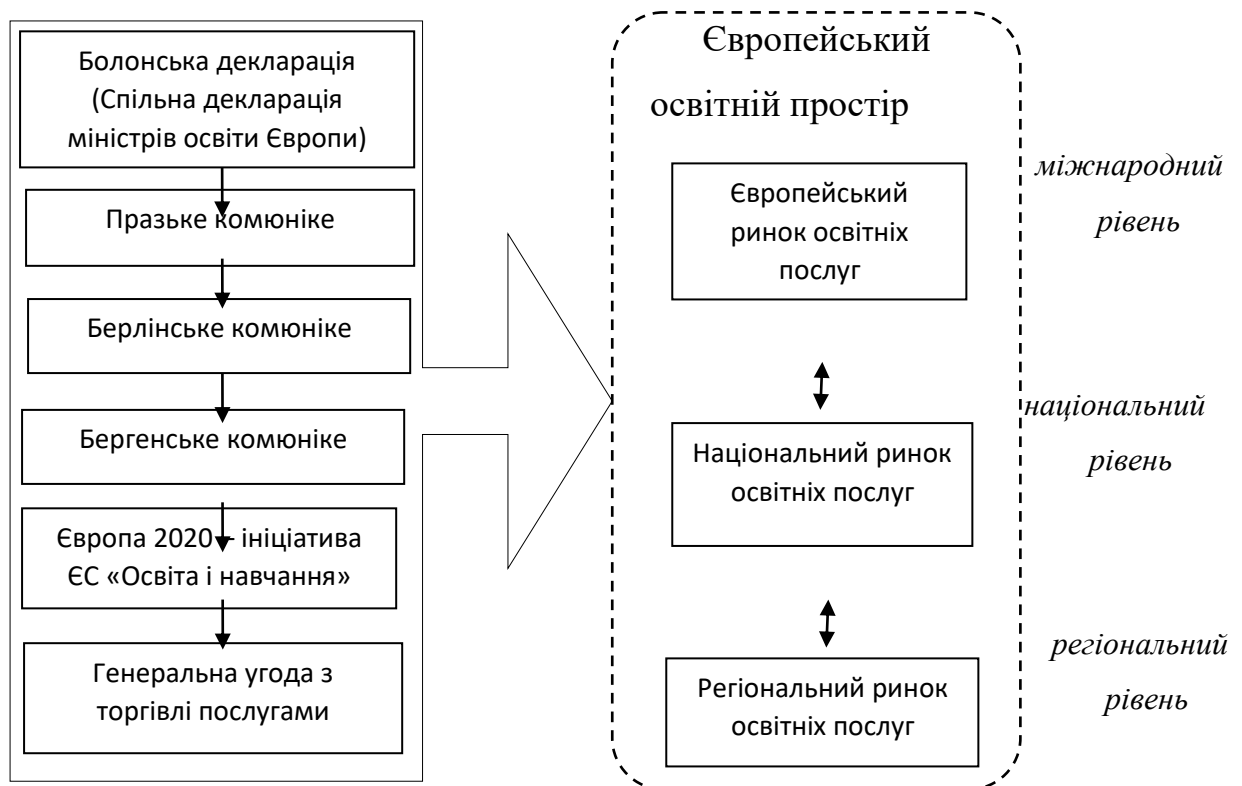 Болонська декларація
(Спільна декларація
міністрів освіти Європи)
Празьке комюніке
Берлінське комюніке
Бергенське комюніке
Європа 2020 – ініціатива
ЄС «Освіта і навчання»
Генеральна угода з
торгівлі послугами
Європейський
освітній простір
Європейський
ринок освітніх
послуг
міжнародний
рівень
Національний ринок
освітніх послуг
національний
рівень
Регіональний ринок
освітніх послуг
регіональний
рівень